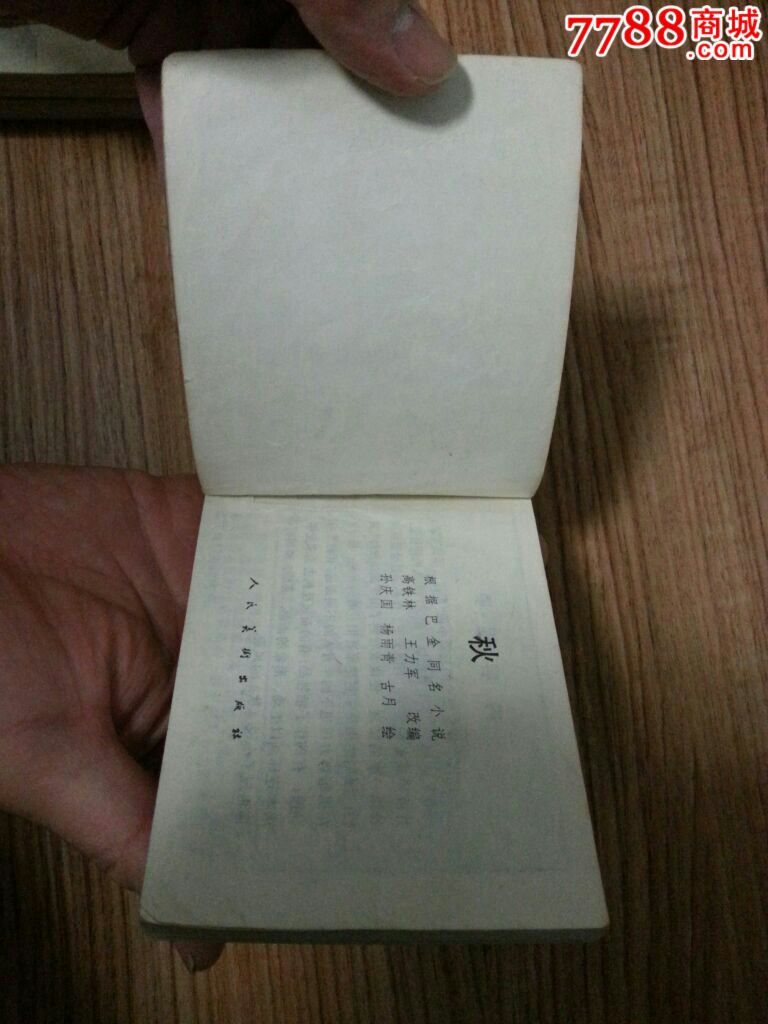 7788商城
.com
秋
根据巴金同名小说
高铁林 王力军 改编
孙庆国 杨雨青 古月 绘
人民美術出版社